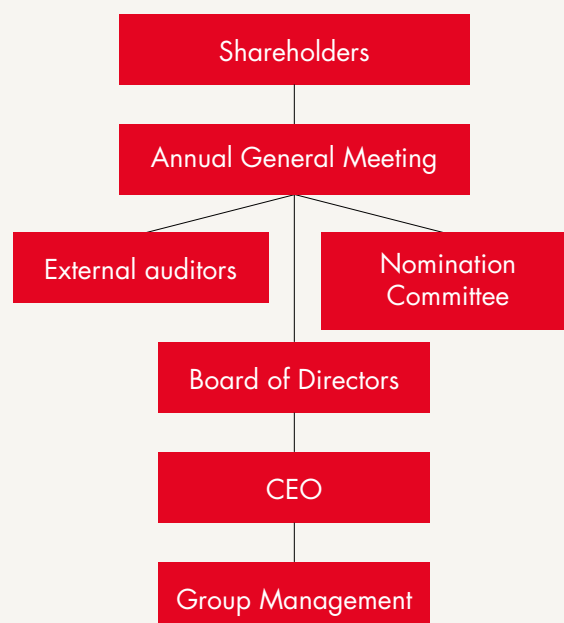 Shareholders
Annual General Meeting
External auditors
Nomination
Committee
Board of Directors
CEO
Group Management